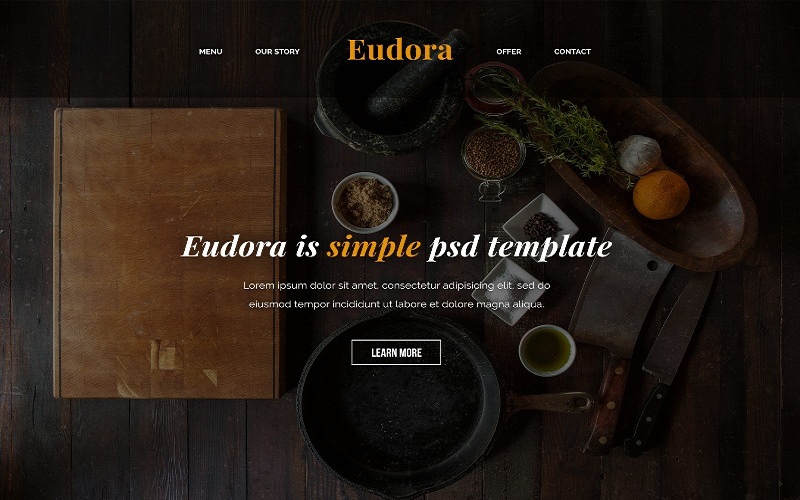 MENU OUR STORY Eudora OFFER CONTACT
Eudora is simple psd template
Lorem ipsum dolor sit amet, consectetur adipisicing elit, sed do
eiusmod tempor incididunt ut labore et dolore magna aliqua.
LEARN MORE